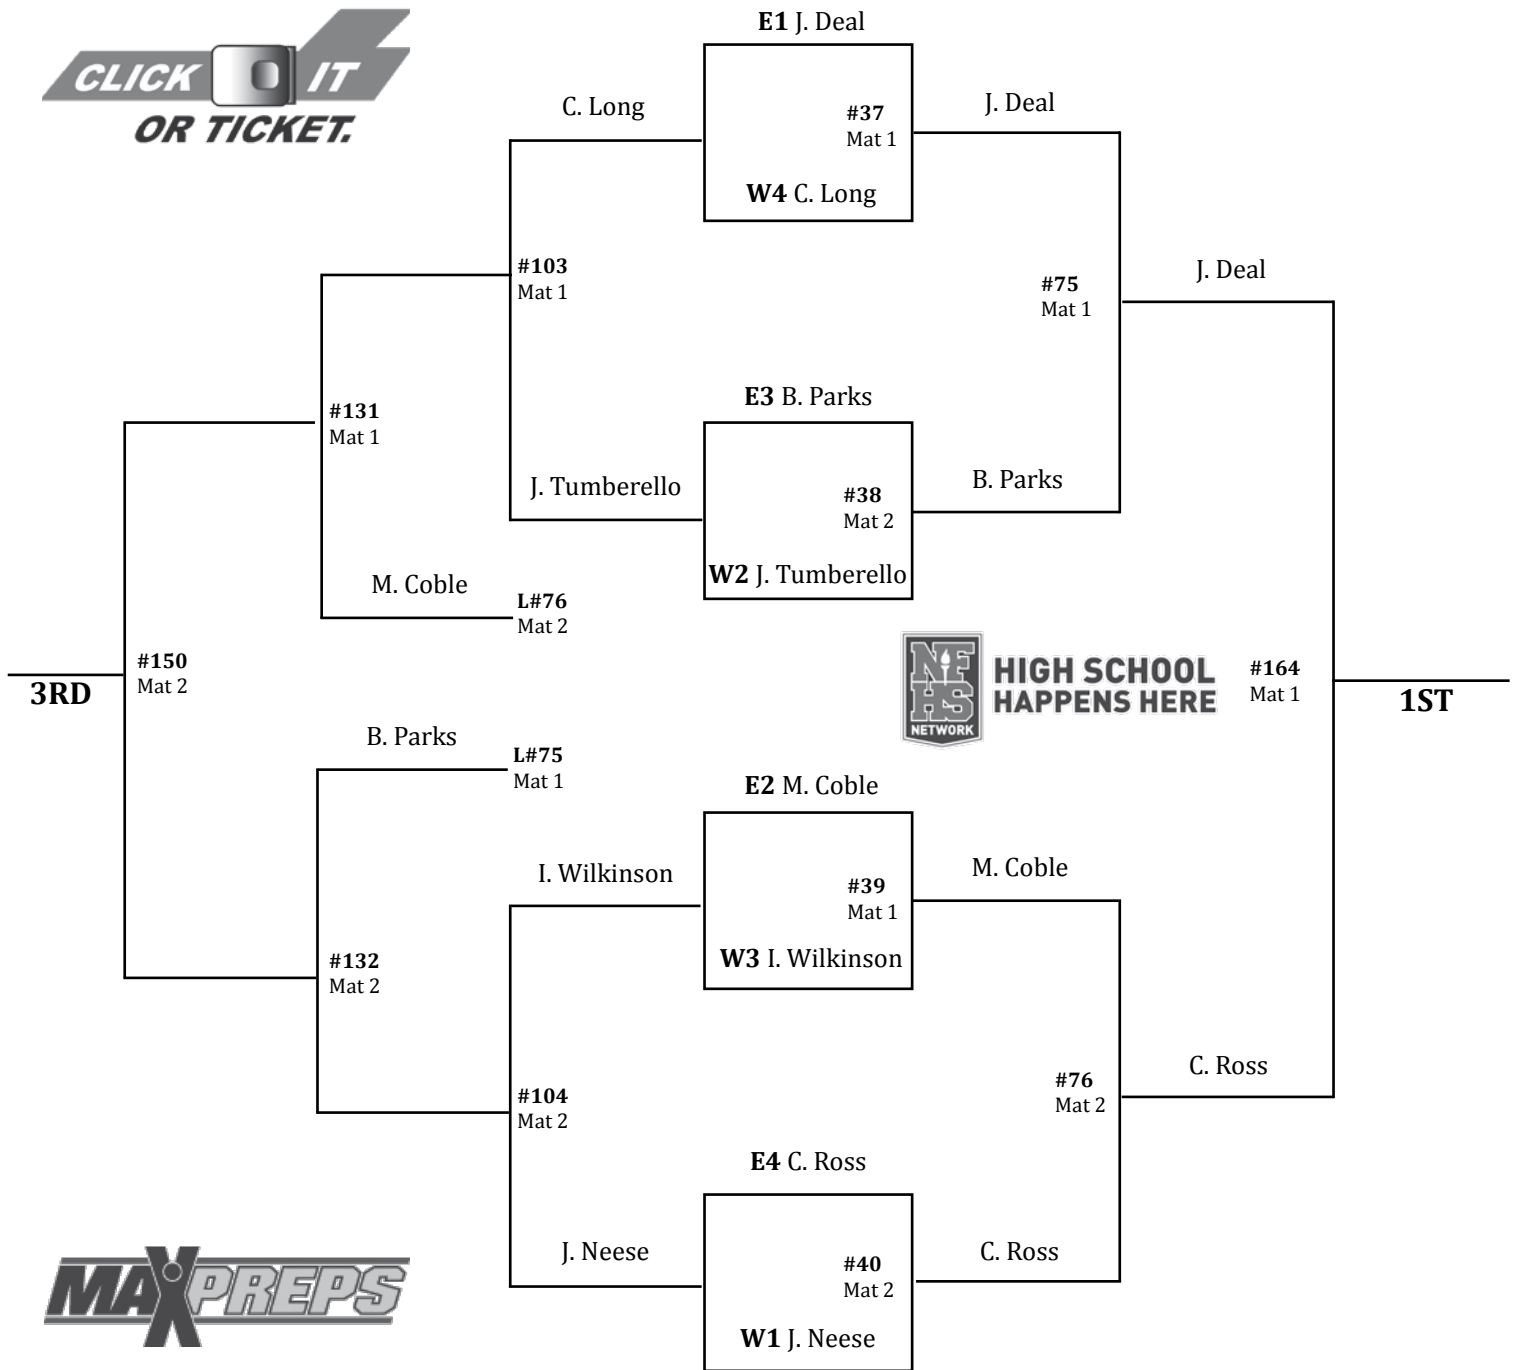 E1 J. Deal
CLICK IT
OR TICKET.
C. Long
#37
Mat 1
J. Deal
W4 C. Long
#103
Mat 1
#75
Mat 1
J. Deal
#131
Mat 1
E3 B. Parks
J. Tumberello
#38
Mat 2
B. Parks
W2 J. Tumberello
M. Coble
L#76
Mat 2
#150
Mat 2
3RD
NF
HS
NETWORK
HIGH SCHOOL
HAPPENS HERE
#164
Mat 1
1ST
B. Parks
L#75
Mat 1
E2 M. Coble
I. Wilkinson
#39
Mat 1
M. Coble
W3 I. Wilkinson
#132
Mat 2
#104
Mat 2
#76
Mat 2
C. Ross
E4 C. Ross
J. Neese
#40
Mat 2
C. Ross
W1 J. Neese
MAXPREPS